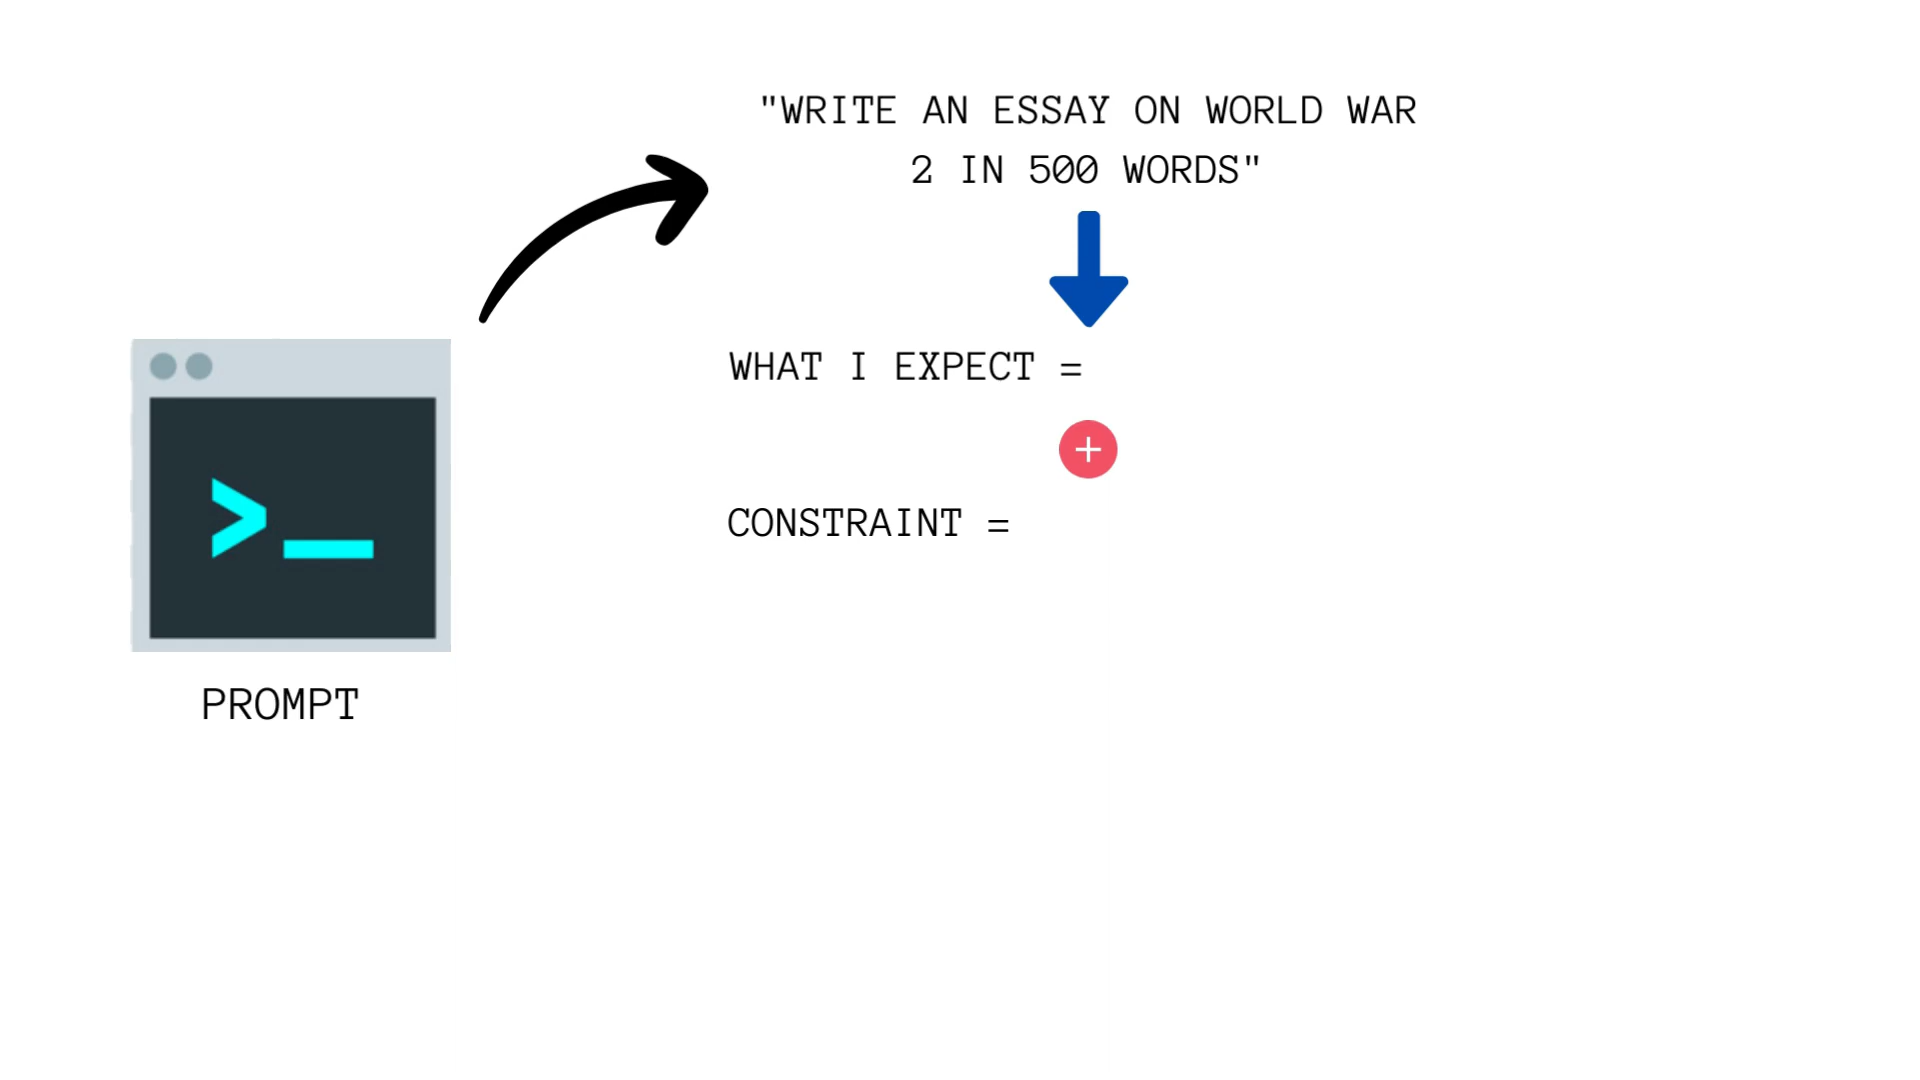 "WRITE AN ESSAY ON WORLD WAR
2 IN 500 WORDS"
WHAT I EXPECT =
+
CONSTRAINT =
>_
PROMPT